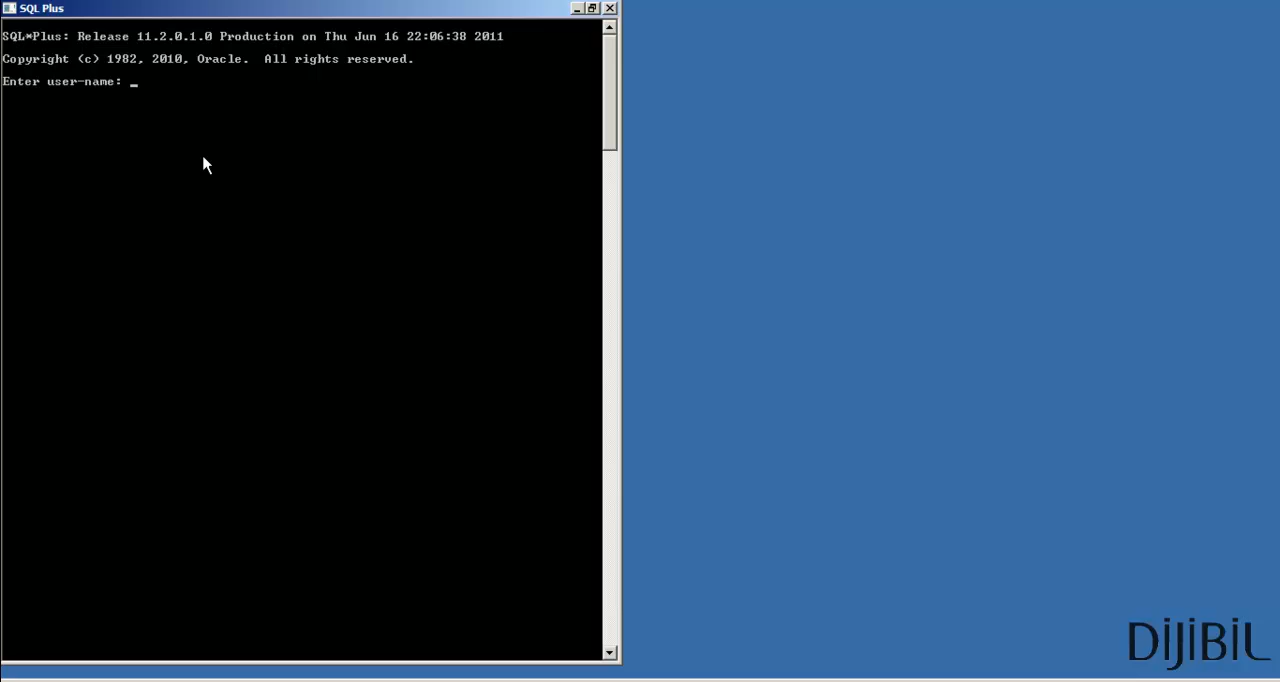 SQL Plus
SQL*Plus: Release 11.2.0.1.0 Production on Thu Jun 16 22:06:38 2011
Copyright (c) 1982, 2010, Oracle.  All rights reserved.
Enter user-name: _
DiJiBiL